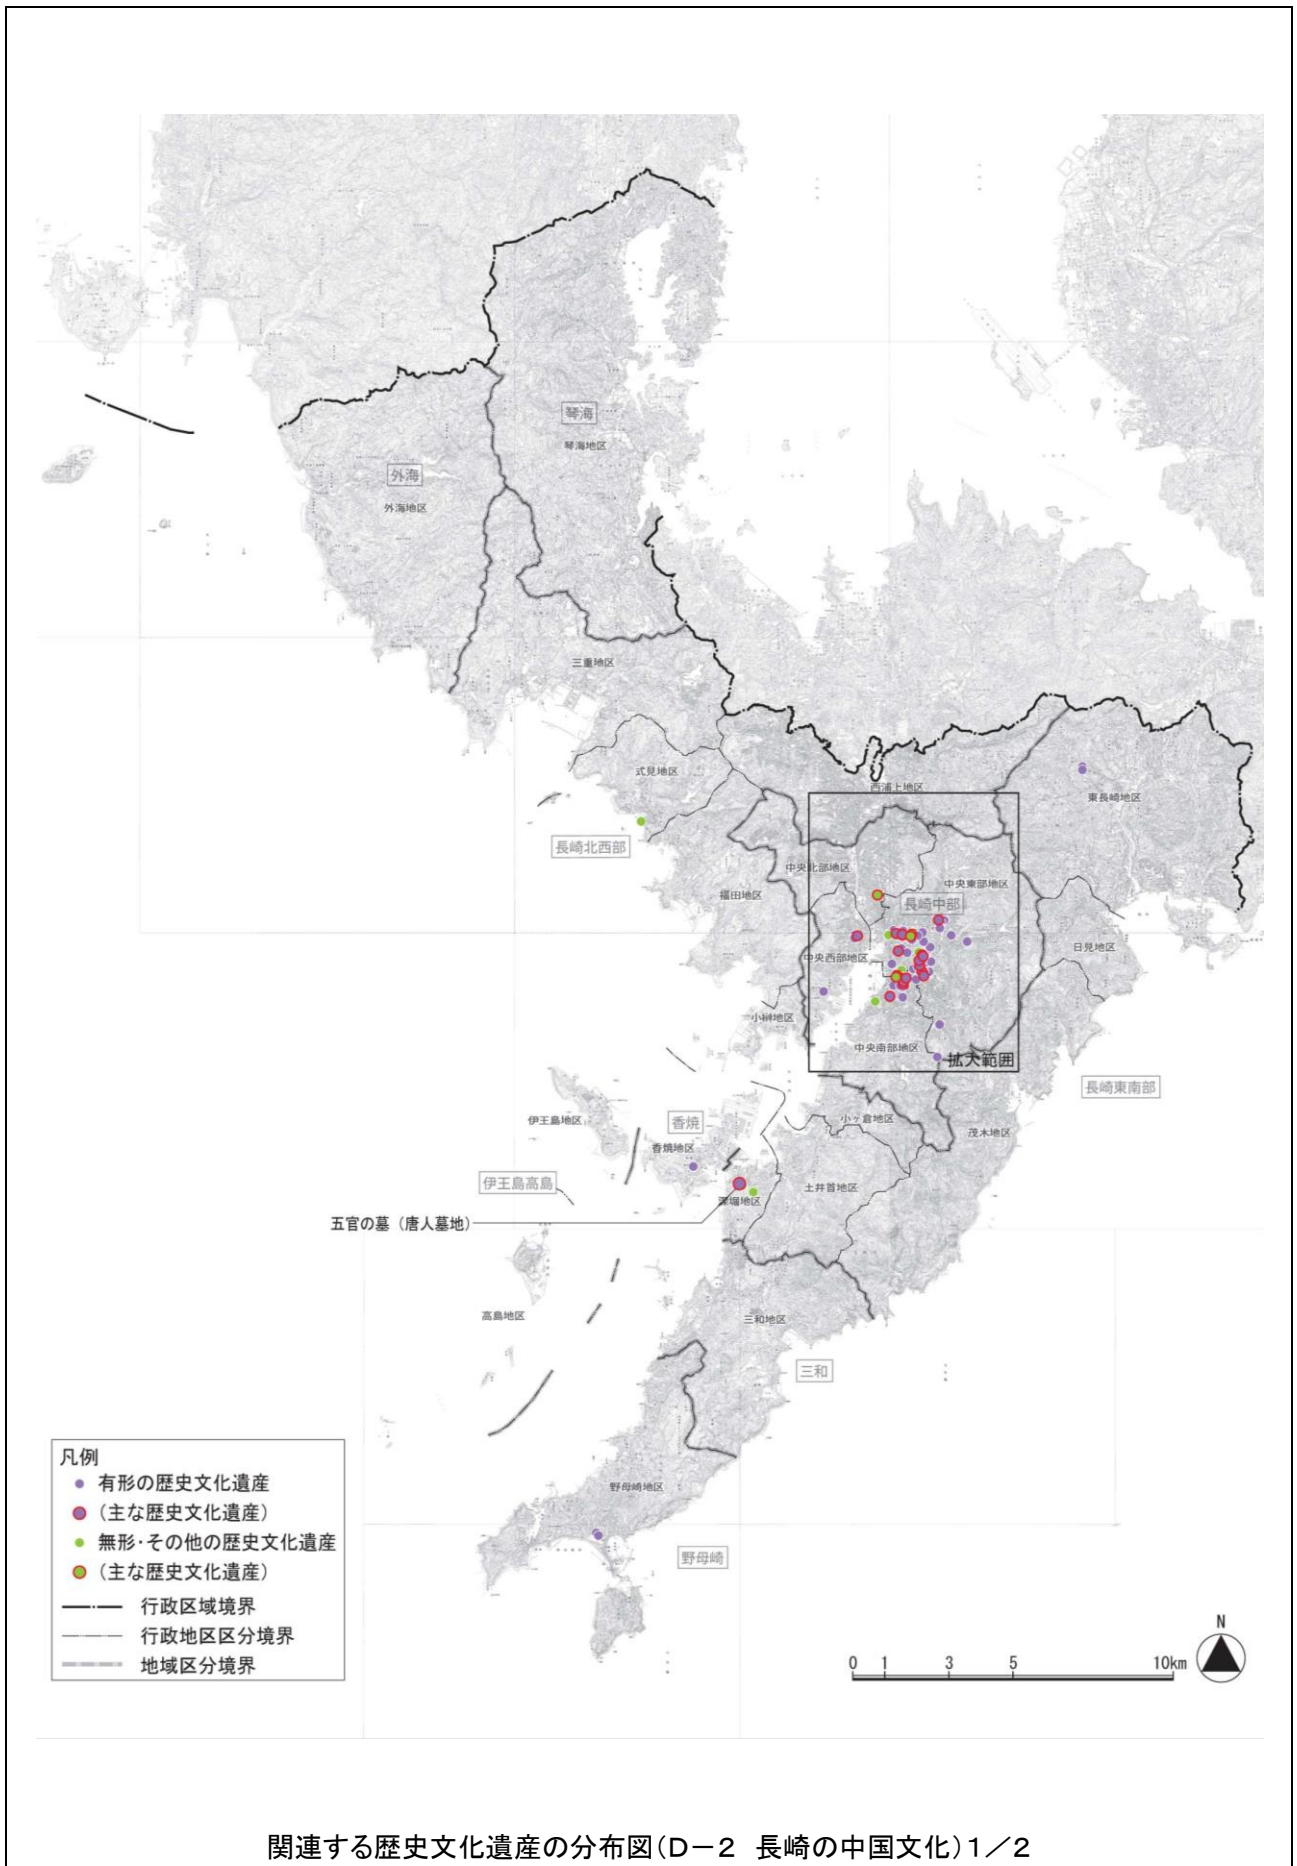 琴海
琴海地区
外海
外海地区
三重地区
式見地区
西浦上地区
東長崎地区
長崎北西部
中央北部地区
中央東部地区
福田地区
長崎中部
日見地区
中央西部地区
小榊地区
中央南部地区
拡大範囲
長崎東南部
伊王島地区
香焼
小ヶ倉地区
茂木地区
香焼地区
伊王島高島
土井首地区
深堀地区
五官の墓(唐人墓地)
高島地区
三和地区
三和
野母崎地区
野母崎
凡例
有形の歴史文化遺産
(主な歴史文化遺産)
無形・その他の歴史文化遺産
(主な歴史文化遺産)
行政区域境界
行政地区区分境界
地域区分境界
N
0 1 3 5 10km
関連する歴史文化遺産の分布図(D-2 長崎の中国文化)1/2